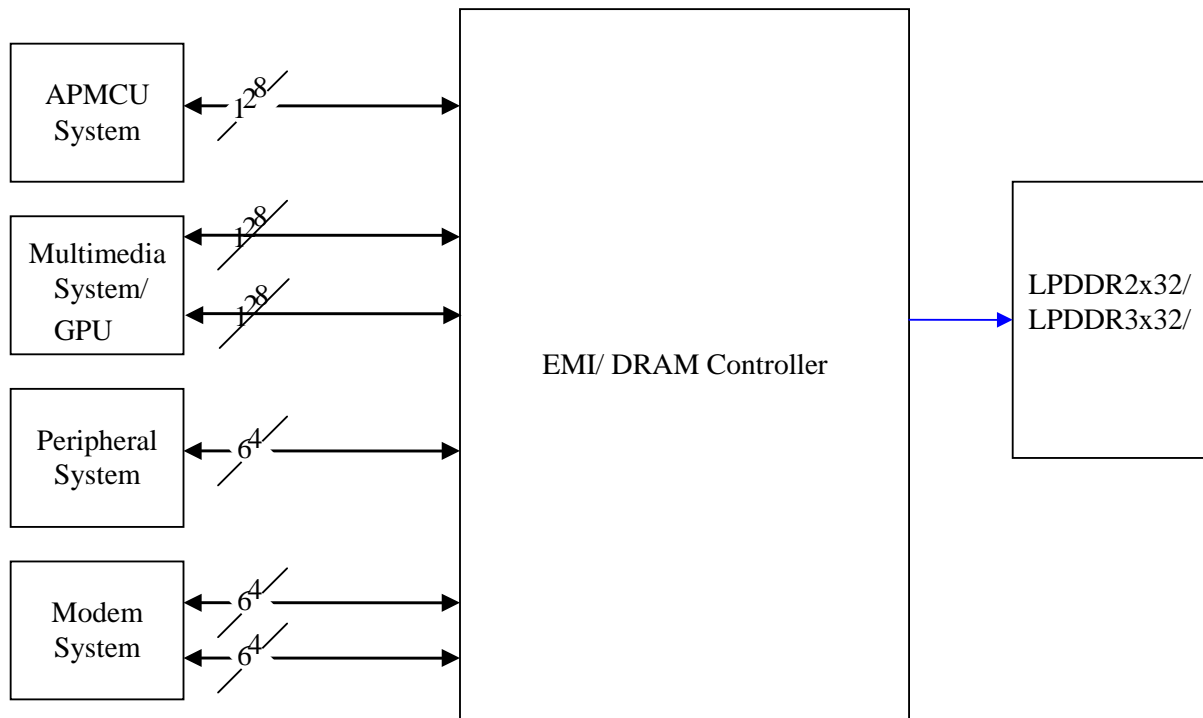 APMCU
System
128
Multimedia
System/
GPU
128
128
Peripheral
System
64
Modem
System
64
64
EMI/ DRAM Controller
LPDDR2x32/
LPDDR3x32/